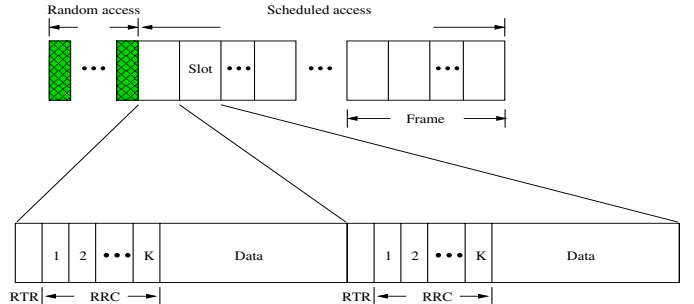 Random access Scheduled access
••• Slot ••• ••• •••
Frame
1 2 ••• K Data 1 2 ••• K Data
RTR RRC RTR RRC